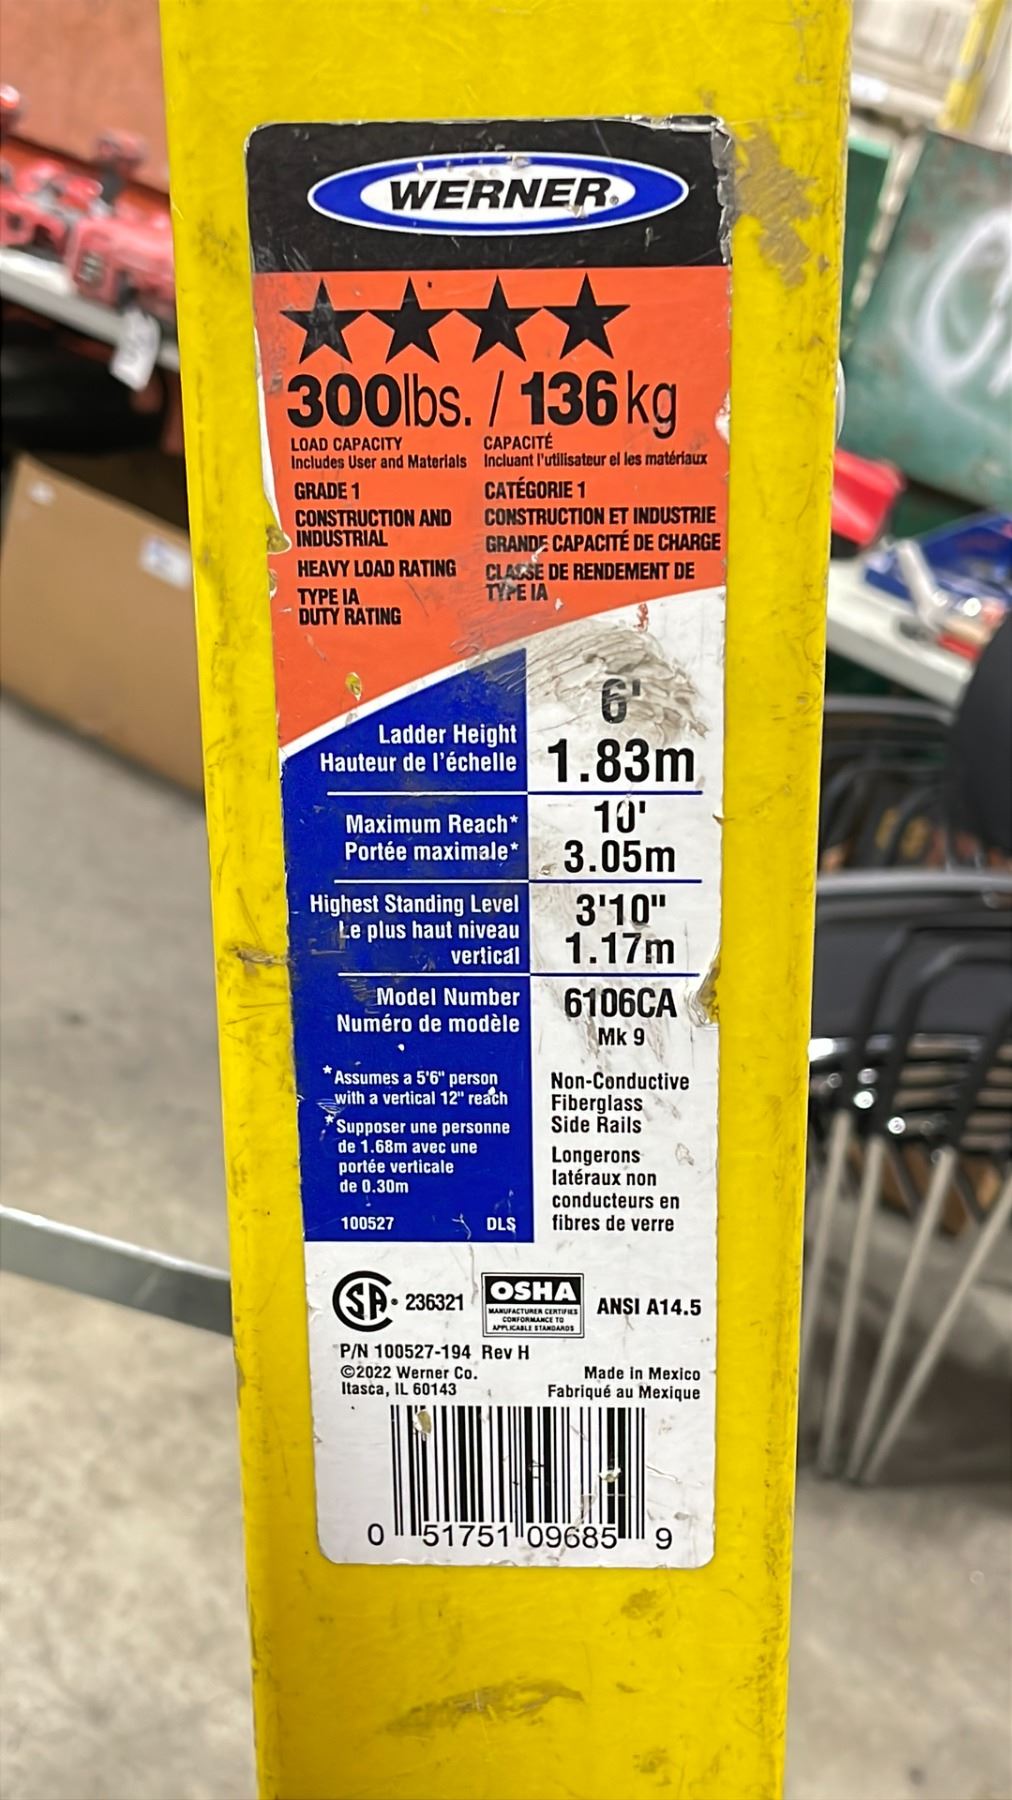 WERNER®
300lbs. / 136kg
LOAD CAPACITY
Includes User and Materials
CAPACITÉ
Incluant l'utilisateur el les matériaux
GRADE 1
CONSTRUCTION AND
INDUSTRIAL
HEAVY LOAD RATING
TYPE IA
DUTY RATING
CATÉGORIE 1
CONSTRUCTION ET INDUSTRIE
GRANDE CAPACITÉ DE CHARGE
CLASSE DE RENDEMENT DE
TYPE IA
Ladder Height
Hauteur de l'échelle
6'
1.83m
Maximum Reach*
Portée maximale*
10'
3.05m
Highest Standing Level
Le plus haut niveau
vertical
3'10"
1.17m
Model Number
Numéro de modèle
6106CA
Mk 9
*Assumes a 5'6" person
with a vertical 12" reach
*Supposer une personne
de 1.68m avec une
portée verticale
de 0.30m
100527 DLS
Non-Conductive
Fiberglass
Side Rails
Longerons
latéraux non
conducteurs en
fibres de verre
CSA® 236321
OSHA
MANUFACTURER CERTIFIES
CONFORMANCE TO
APPLICABLE STANDARDS
ANSI A14.5
P/N 100527-194 Rev H
©2022 Werner Co.
Itasca, IL 60143
Made in Mexico
Fabriqué au Mexique
0 51751 09685 9